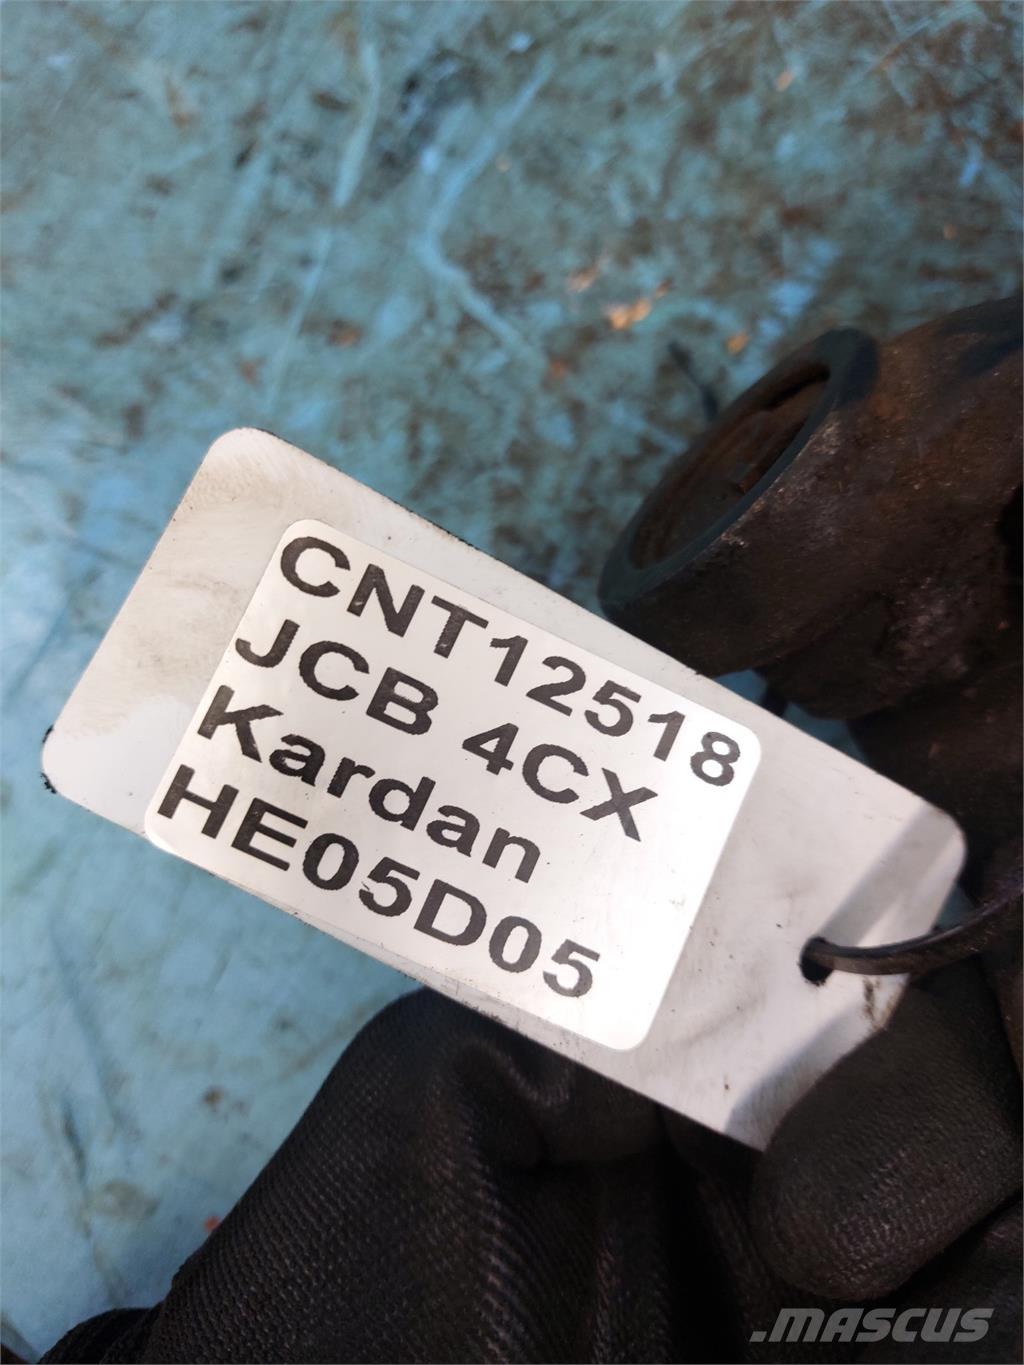 CNT12518
JCB 4CX
Kardan
HE05D05
.MASCUS